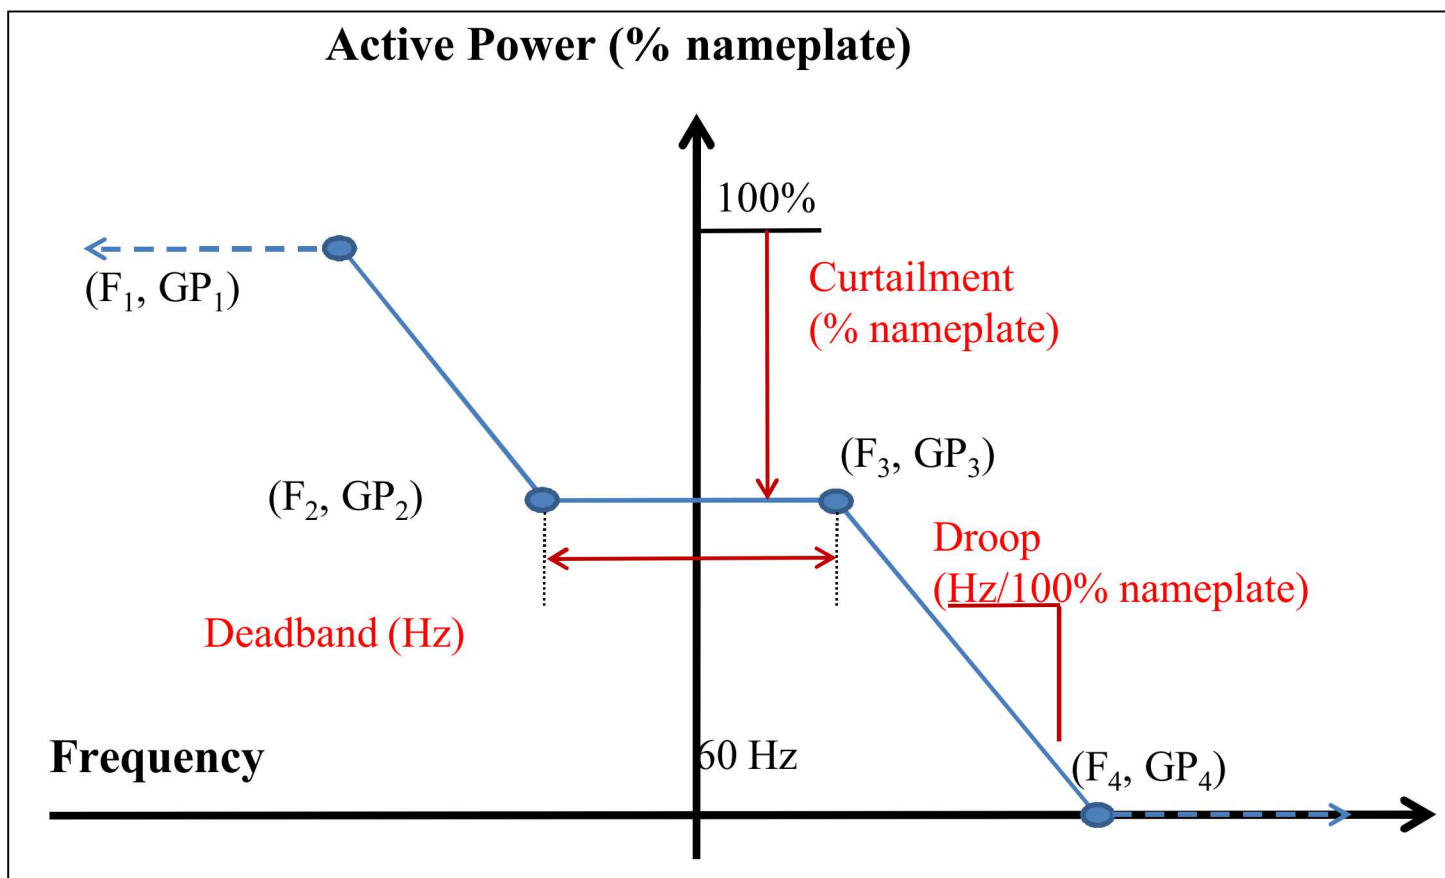 Active Power (% nameplate)
100%
(F₁, GP₁)
Curtailment
(% nameplate)
(F₃, GP₃)
(F₂, GP₂)
Droop
(Hz/100% nameplate)
Deadband (Hz)
Frequency
60 Hz
(F₄, GP₄)